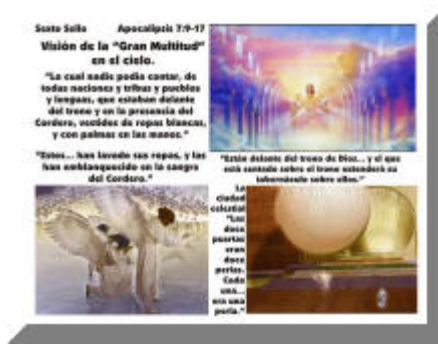 Sexto Sello Apocalipsis 7:9-17
Visión de la "Gran Multitud"
en el cielo.
"La cual nadie podía contar, de
todas naciones y tribus y pueblos
y lenguas, que estaban delante
del trono y en la presencia del
Cordero, vestidos de ropas blancas,
y con palmas en las manos."
"Estos... han lavado sus ropas, y las
han emblanquecido en la sangre
del Cordero."
"Están delante del trono de Dios... y el que
está sentado sobre el trono extenderá su
tabernáculo sobre ellos."
La
ciudad
celestial
"Las
doce
puertas
eran
doce
perlas.
Cada
una...
era una
perla."